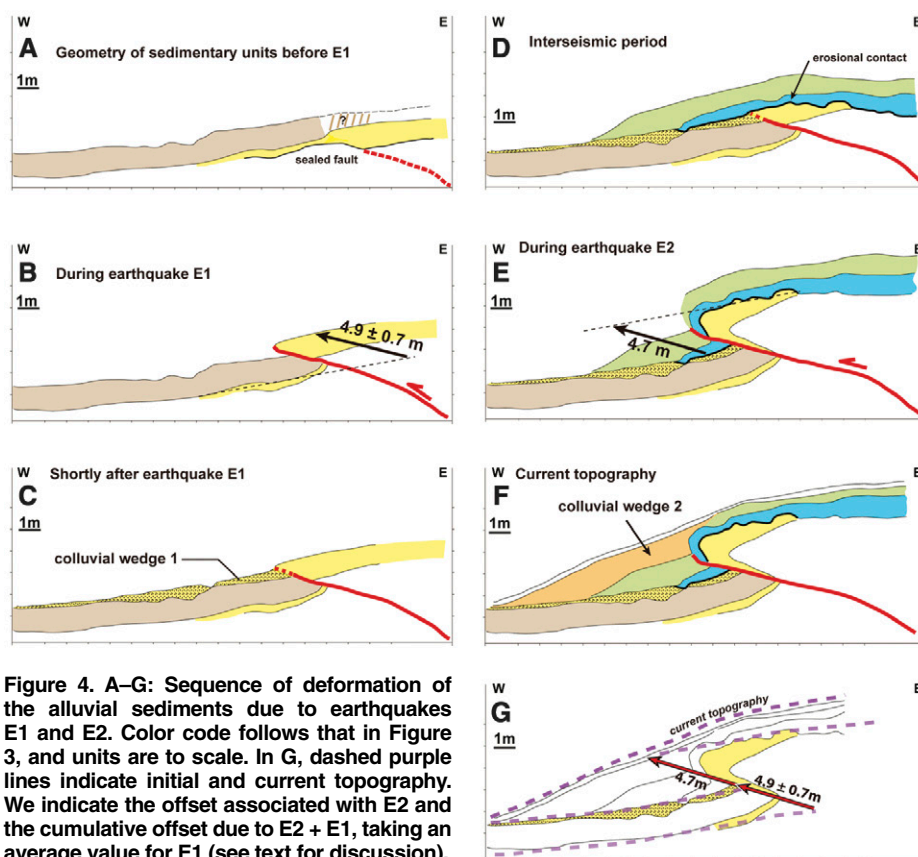 W E
A Geometry of sedimentary units before E1
1m
?
sealed fault
W E
B During earthquake E1
1m
4.9 ± 0.7 m
W E
C Shortly after earthquake E1
1m
colluvial wedge 1
W E
D Interseismic period
erosional contact
1m
W E
E During earthquake E2
1m
4.7 m
W E
F Current topography
1m
colluvial wedge 2
W E
G
1m
current topography
4.7m
4.9 ± 0.7m
Figure 4. A–G: Sequence of deformation of
the alluvial sediments due to earthquakes
E1 and E2. Color code follows that in Figure
3, and units are to scale. In G, dashed purple
lines indicate initial and current topography.
We indicate the offset associated with E2 and
the cumulative offset due to E2 + E1, taking an
average value for E1 (see text for discussion).